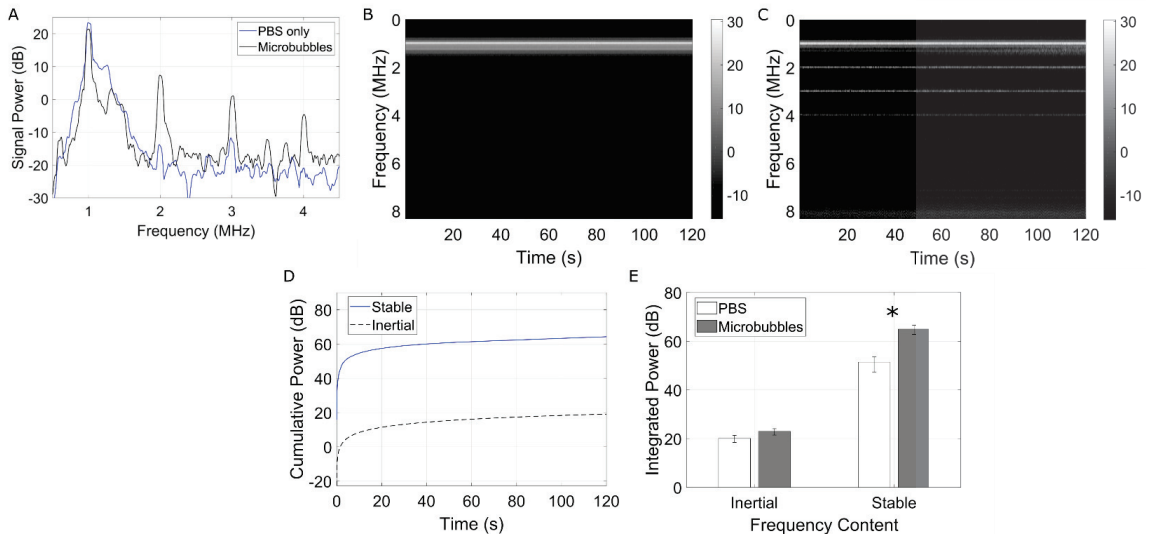 A
PBS only
Microbubbles
20
10
0
-10
-20
-30
Signal Power (dB)
1
2
3
4
Frequency (MHz)
B
0
2
4
6
8
Frequency (MHz)
20
40
60
80
100
120
Time (s)
30
20
10
0
-10
C
0
2
4
6
8
Frequency (MHz)
20
40
60
80
100
120
Time (s)
30
20
10
0
-10
D
Stable
Inertial
80
60
40
20
0
-20
Cumulative Power (dB)
0
20
40
60
80
100
120
Time (s)
E
PBS
Microbubbles
*
80
60
40
20
0
Integrated Power (dB)
Inertial
Stable
Frequency Content